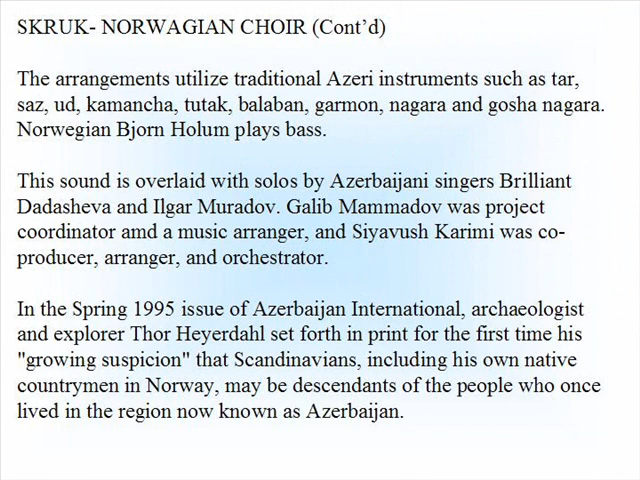 SKRUK- NORWAGIAN CHOIR (Cont’d)
The arrangements utilize traditional Azeri instruments such as tar,
saz, ud, kamancha, tutak, balaban, garmon, nagara and gosha nagara.
Norwegian Bjorn Holum plays bass.
This sound is overlaid with solos by Azerbaijani singers Brilliant
Dadasheva and Ilgar Muradov. Galib Mammadov was project
coordinator amd a music arranger, and Siyavush Karimi was co-
producer, arranger, and orchestrator.
In the Spring 1995 issue of Azerbaijan International, archaeologist
and explorer Thor Heyerdahl set forth in print for the first time his
"growing suspicion" that Scandinavians, including his own native
countrymen in Norway, may be descendants of the people who once
lived in the region now known as Azerbaijan.